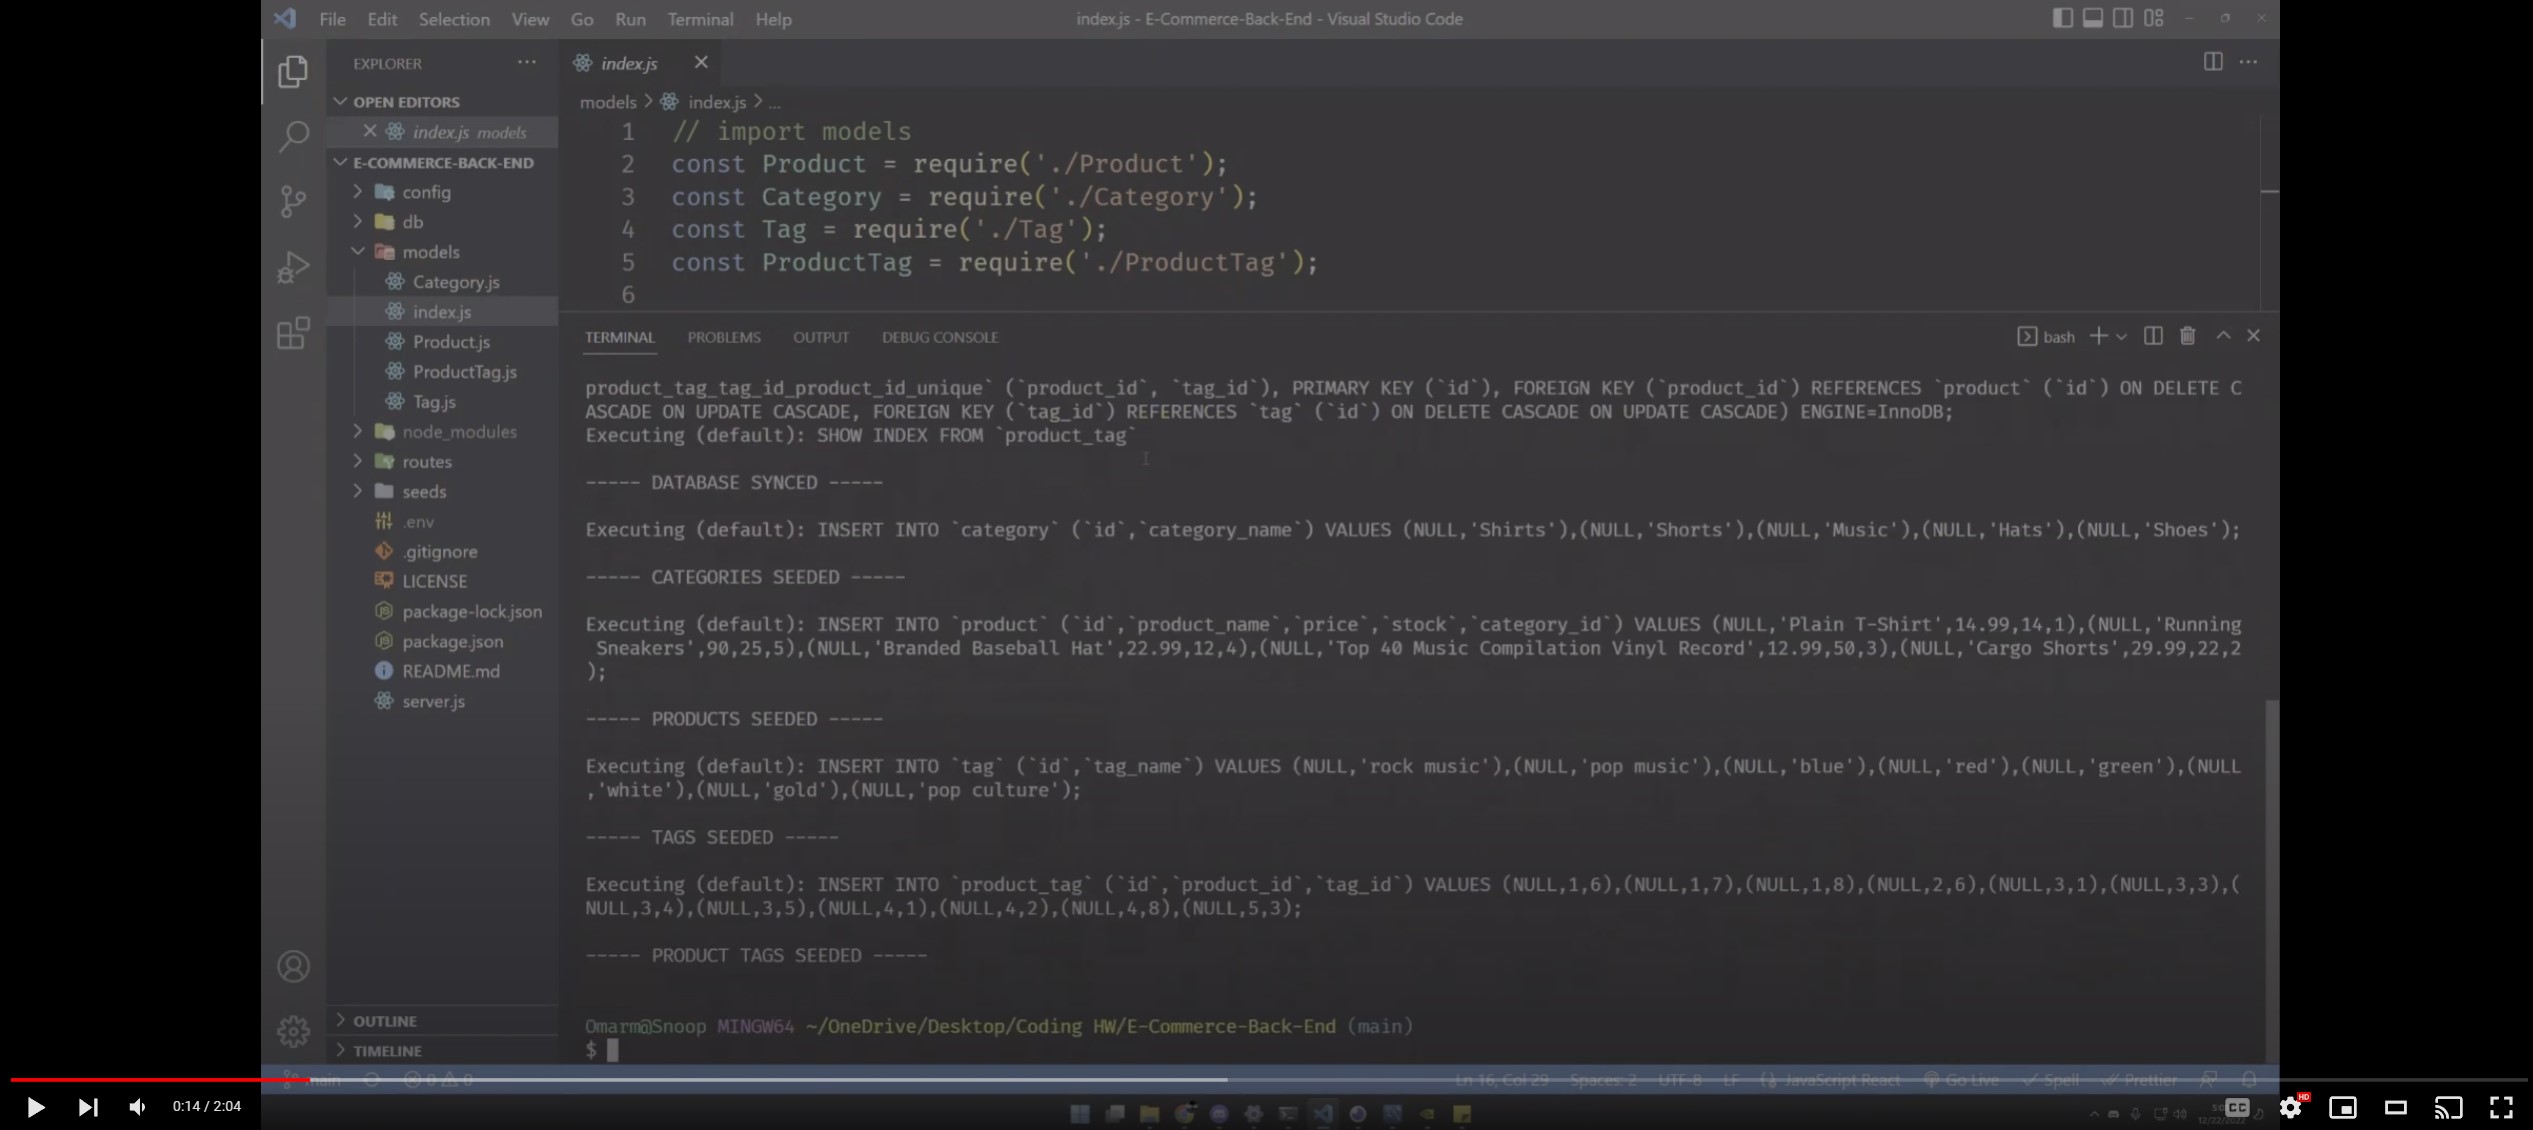 File Edit Selection View Go Run Terminal Help
index.js - E-Commerce-Back-End - Visual Studio Code
EXPLORER
OPEN EDITORS
index.js models
E-COMMERCE-BACK-END
config
db
models
Category.js
index.js
Product.js
ProductTag.js
Tag.js
node_modules
routes
seeds
.env
.gitignore
LICENSE
package-lock.json
package.json
README.md
server.js
OUTLINE
TIMELINE
index.js
models > index.js > ...
1 // import models
2 const Product = require('./Product');
3 const Category = require('./Category');
4 const Tag = require('./Tag');
5 const ProductTag = require('./ProductTag');
6
TERMINAL PROBLEMS OUTPUT DEBUG CONSOLE
bash
product_tag_tag_id_product_id_unique` (`product_id`, `tag_id`), PRIMARY KEY (`id`), FOREIGN KEY (`product_id`) REFERENCES `product` (`id`) ON DELETE C
ASCADE ON UPDATE CASCADE, FOREIGN KEY (`tag_id`) REFERENCES `tag` (`id`) ON DELETE CASCADE ON UPDATE CASCADE) ENGINE=InnoDB;
Executing (default): SHOW INDEX FROM `product_tag`
----- DATABASE SYNCED -----
Executing (default): INSERT INTO `category` (`id`,`category_name`) VALUES (NULL,'Shirts'),(NULL,'Shorts'),(NULL,'Music'),(NULL,'Hats'),(NULL,'Shoes');
----- CATEGORIES SEEDED -----
Executing (default): INSERT INTO `product` (`id`,`product_name`,`price`,`stock`,`category_id`) VALUES (NULL,'Plain T-Shirt',14.99,14,1),(NULL,'Running
Sneakers',90,25,5),(NULL,'Branded Baseball Hat',22.99,12,4),(NULL,'Top 40 Music Compilation Vinyl Record',12.99,50,3),(NULL,'Cargo Shorts',29.99,22,2
);
----- PRODUCTS SEEDED -----
Executing (default): INSERT INTO `tag` (`id`,`tag_name`) VALUES (NULL,'rock music'),(NULL,'pop music'),(NULL,'blue'),(NULL,'red'),(NULL,'green'),(NULL
,'white'),(NULL,'gold'),(NULL,'pop culture');
----- TAGS SEEDED -----
Executing (default): INSERT INTO `product_tag` (`id`,`product_id`,`tag_id`) VALUES (NULL,1,6),(NULL,1,7),(NULL,1,8),(NULL,2,6),(NULL,3,1),(NULL,3,3),(
NULL,3,4),(NULL,3,5),(NULL,4,1),(NULL,4,2),(NULL,4,8),(NULL,5,3);
----- PRODUCT TAGS SEEDED -----
Omarm@Snoop MINGW64 ~/OneDrive/Desktop/Coding HW/E-Commerce-Back-End (main)
$
main 0 0 Ln 16, Col 29 Spaces: 2 UTF-8 LF JavaScript React Go Live Spell Prettier
0:14 / 2:04
CC
HD